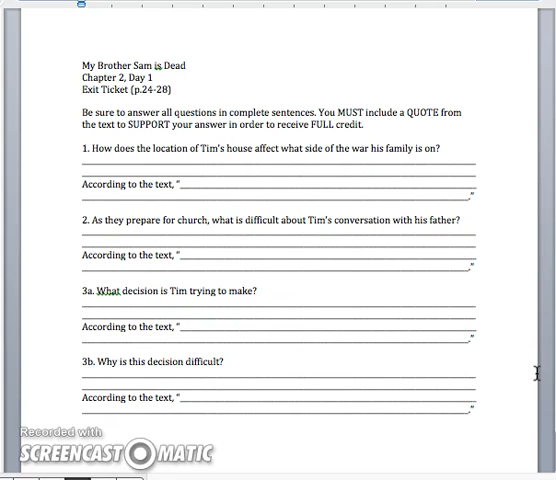 My Brother Sam is Dead
Chapter 2, Day 1
Exit Ticket (p.24-28)
Be sure to answer all questions in complete sentences. You MUST include a QUOTE from
the text to SUPPORT your answer in order to receive FULL credit.
1. How does the location of Tim's house affect what side of the war his family is on?
According to the text, "
."
2. As they prepare for church, what is difficult about Tim's conversation with his father?
According to the text, "
."
3a. What decision is Tim trying to make?
According to the text, "
."
3b. Why is this decision difficult?
According to the text, "
."
Recorded with
SCREENCAST O MATIC